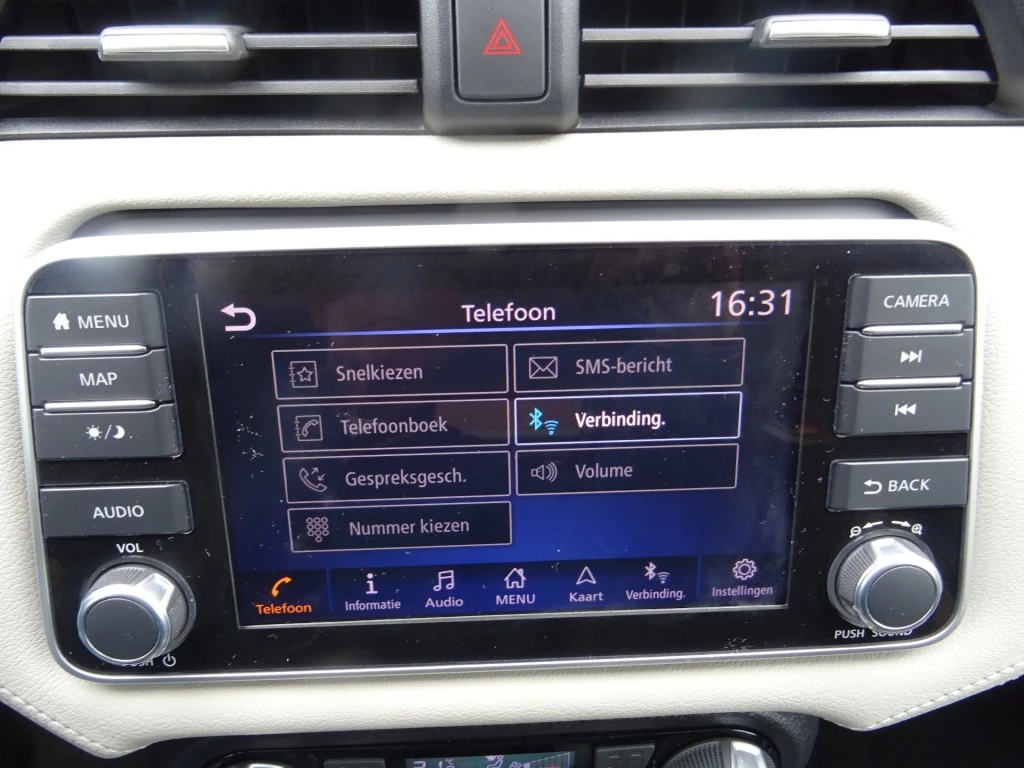 MENU
MAP
AUDIO
VOL
PUSH
Telefoon
16:31
Snelkiezen
SMS-bericht
Telefoonboek
Verbinding.
Gespreksgesch.
Volume
Nummer kiezen
Telefoon
Informatie
Audio
MENU
Kaart
Verbinding.
Instellingen
CAMERA
BACK
PUSH SOUND